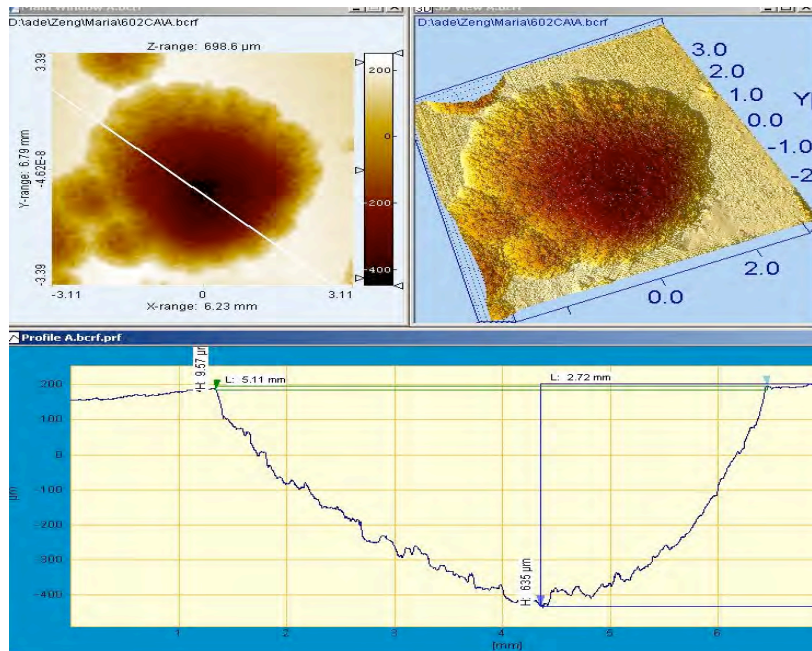 Main Window A.bcrf
D:\ade\Zeng\Maria\602CA\A.bcrf
Z-range: 698.6 µm
3.39
Y-range: 6.79 mm
-4.62E-8
-3.39
-3.11
0
3.11
X-range: 6.23 mm
200
0
-200
-400
3D View A.bcrf
D:\ade\Zeng\Maria\602CA\A.bcrf
3.0
2.0
1.0
0.0
-1.0
-2
Y
0.0
2.0
Profile A.bcrf.prf
H: 9.57 µm
L: 5.11 mm
L: 2.72 mm
H: 635 µm
200
100
0
-100
-200
-300
-400
1
2
3
4
5
6
[mm]